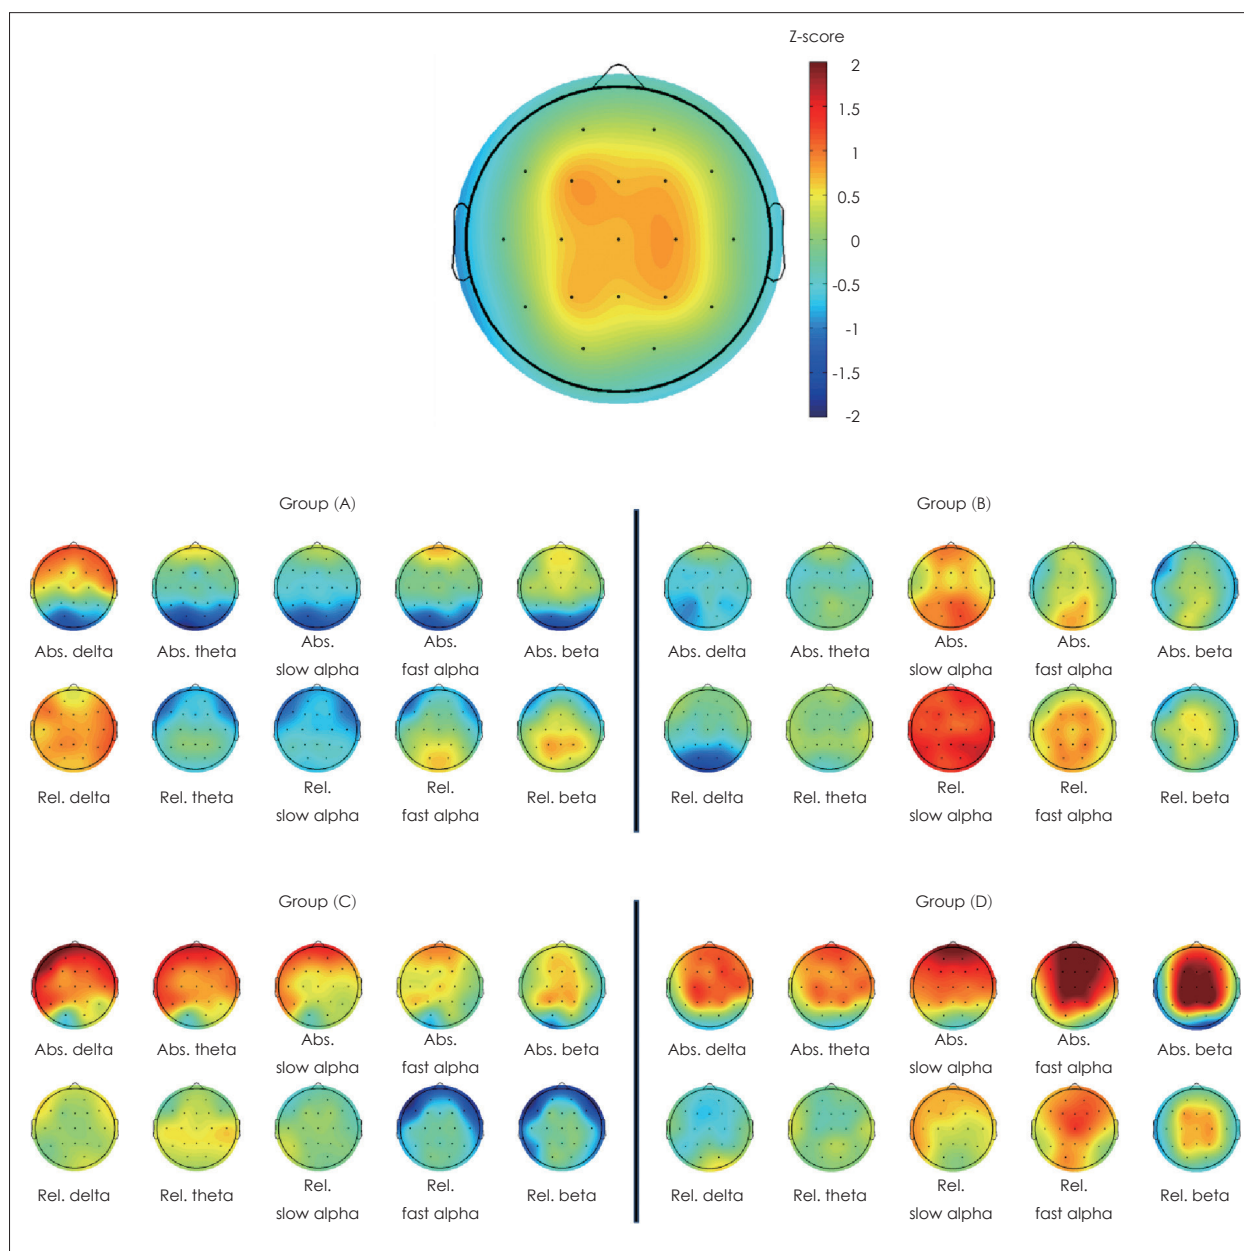 Z-score
2
1.5
1
0.5
0
-0.5
-1
-1.5
-2
Group (A)
Abs. delta
Abs. theta
Abs.
slow alpha
Abs.
fast alpha
Abs. beta
Rel. delta
Rel. theta
Rel.
slow alpha
Rel.
fast alpha
Rel. beta
Group (B)
Abs. delta
Abs. theta
Abs.
slow alpha
Abs.
fast alpha
Abs. beta
Rel. delta
Rel. theta
Rel.
slow alpha
Rel.
fast alpha
Rel. beta
Group (C)
Abs. delta
Abs. theta
Abs.
slow alpha
Abs.
fast alpha
Abs. beta
Rel. delta
Rel. theta
Rel.
slow alpha
Rel.
fast alpha
Rel. beta
Group (D)
Abs. delta
Abs. theta
Abs.
slow alpha
Abs.
fast alpha
Abs. beta
Rel. delta
Rel. theta
Rel.
slow alpha
Rel.
fast alpha
Rel. beta